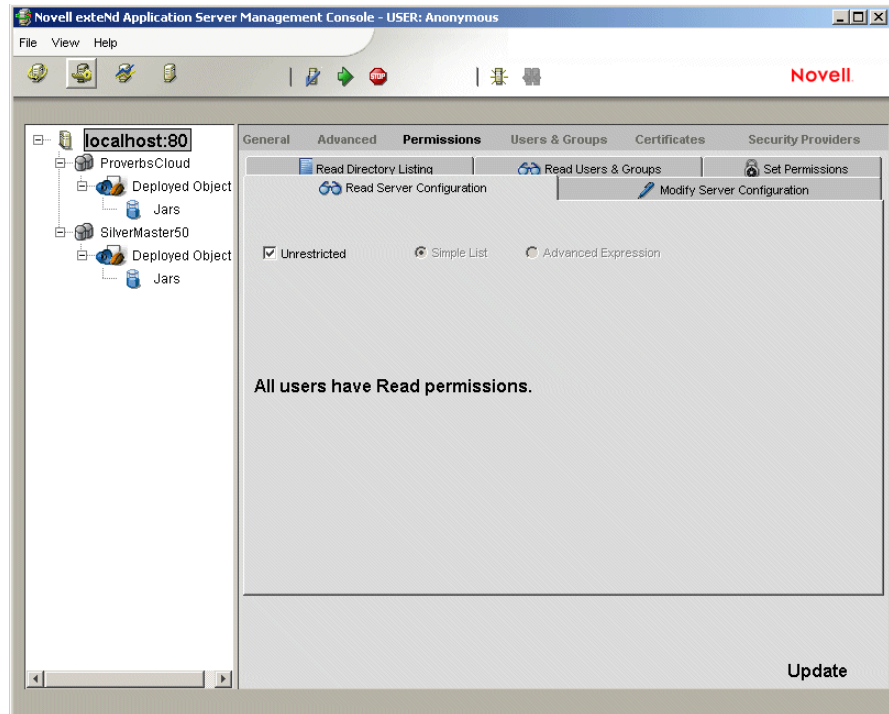 Novell exteNd Application Server Management Console - USER: Anonymous
File View Help
STOP
Novell
localhost:80
ProverbsCloud
Deployed Object
Jars
SilverMaster50
Deployed Object
Jars
General Advanced Permissions Users & Groups Certificates Security Providers
Read Directory Listing Read Users & Groups Set Permissions
Read Server Configuration Modify Server Configuration
Unrestricted Simple List Advanced Expression
All users have Read permissions.
Update